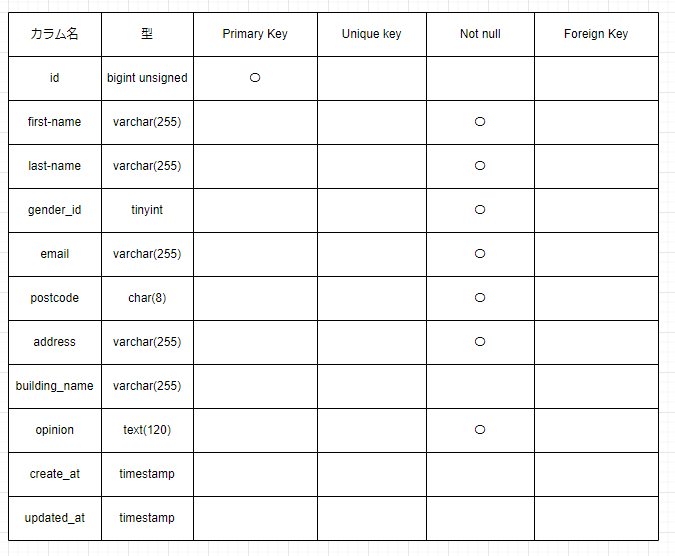 カラム名 型 Primary Key Unique key Not null Foreign Key
id bigint unsigned 〇
first-name varchar(255) 〇
last-name varchar(255) 〇
gender_id tinyint 〇
email varchar(255) 〇
postcode char(8) 〇
address varchar(255) 〇
building_name varchar(255)
opinion text(120) 〇
create_at timestamp
updated_at timestamp